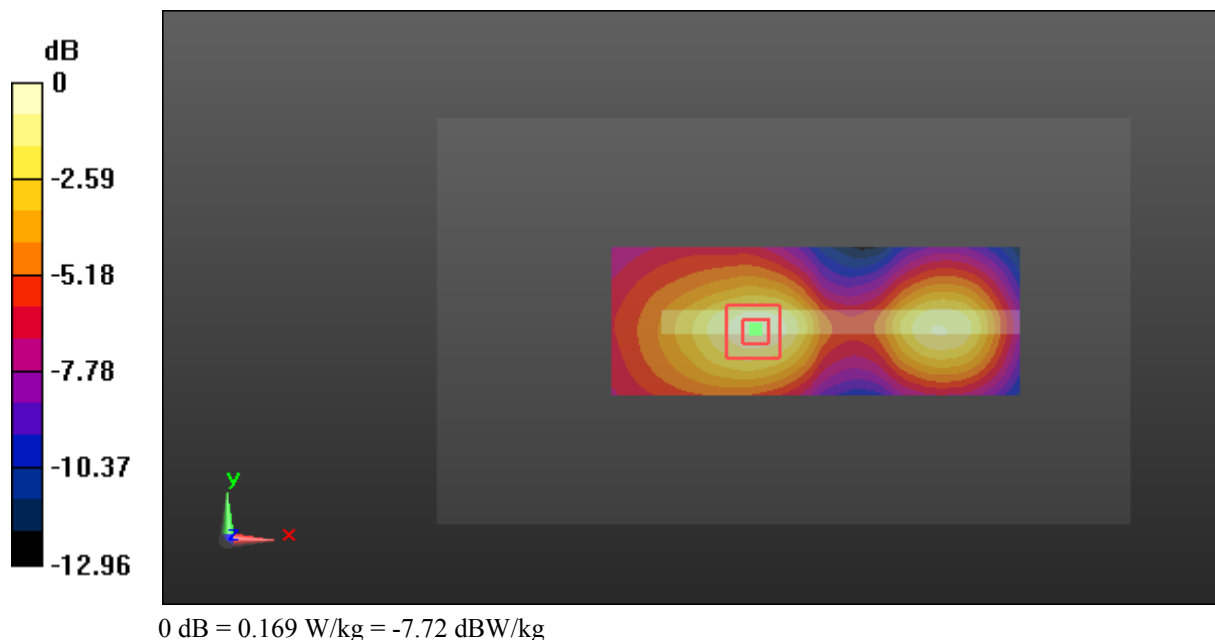 dB
0
-2.59
-5.18
-7.78
-10.37
-12.96
y
z
x
0 dB = 0.169 W/kg = -7.72 dBW/kg